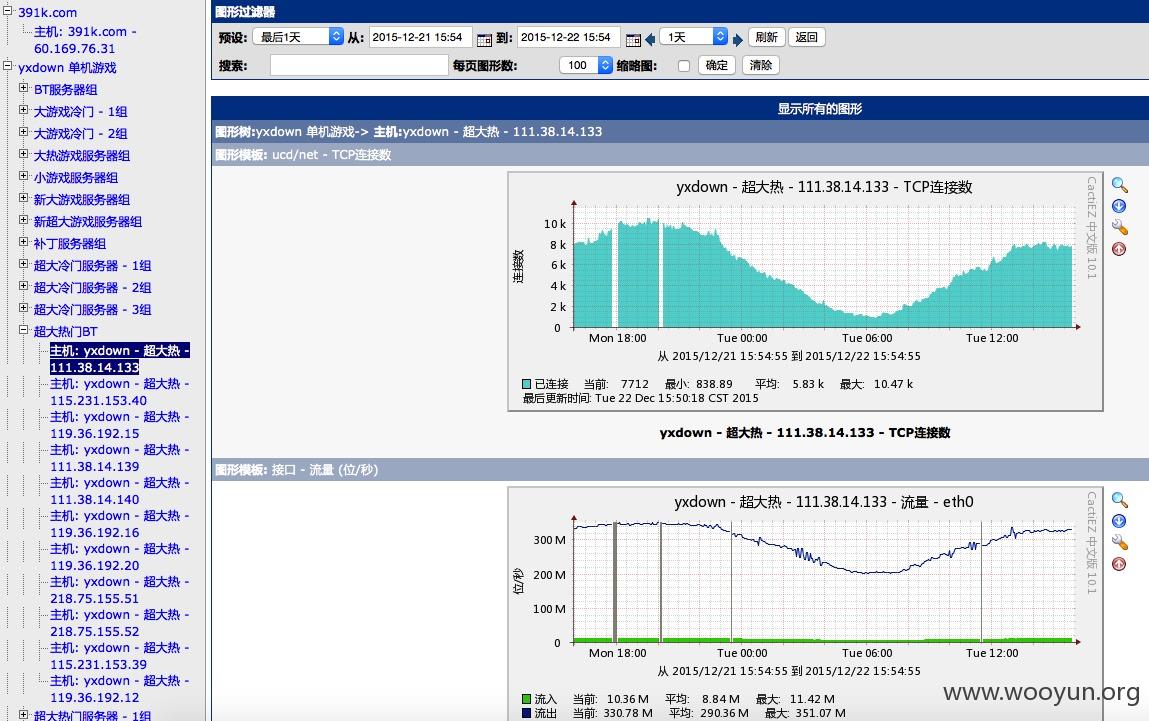 391k.com
主机: 391k.com -
60.169.76.31
yxdown 单机游戏
BT服务器组
大游戏冷门 - 1组
大游戏冷门 - 2组
大热游戏服务器组
小游戏服务器组
新大游戏服务器组
新超大游戏服务器组
补丁服务器组
超大冷门服务器 - 1组
超大冷门服务器 - 2组
超大冷门服务器 - 3组
超大热门BT
主机: yxdown - 超大热 -
111.38.14.133
主机: yxdown - 超大热 -
115.231.153.40
主机: yxdown - 超大热 -
119.36.192.15
主机: yxdown - 超大热 -
111.38.14.139
主机: yxdown - 超大热 -
111.38.14.140
主机: yxdown - 超大热 -
119.36.192.16
主机: yxdown - 超大热 -
119.36.192.20
主机: yxdown - 超大热 -
218.75.155.51
主机: yxdown - 超大热 -
218.75.155.52
主机: yxdown - 超大热 -
115.231.153.39
主机: yxdown - 超大热 -
119.36.192.12
超大热门服务器 - 1组
图形过滤器
预设: 最后1天 从: 2015-12-21 15:54 到: 2015-12-22 15:54 1天 刷新 返回
搜索: 每页图形数: 100 缩略图: 确定 清除
显示所有的图形
图形树:yxdown 单机游戏-> 主机:yxdown - 超大热 - 111.38.14.133
图形模板: ucd/net - TCP连接数
yxdown - 超大热 - 111.38.14.133 - TCP连接数
CactiEZ 中文版 10.1
连接数
10 k
8 k
6 k
4 k
2 k
0
Mon 18:00 Tue 00:00 Tue 06:00 Tue 12:00
从 2015/12/21 15:54:55 到 2015/12/22 15:54:55
已连接 当前: 7712 最小: 838.89 平均: 5.83 k 最大: 10.47 k
最后更新时间: Tue 22 Dec 15:50:18 CST 2015
yxdown - 超大热 - 111.38.14.133 - TCP连接数
图形模板: 接口 - 流量 (位/秒)
yxdown - 超大热 - 111.38.14.133 - 流量 - eth0
CactiEZ 中文版 10.1
位/秒
300 M
200 M
100 M
0
Mon 18:00 Tue 00:00 Tue 06:00 Tue 12:00
从 2015/12/21 15:54:55 到 2015/12/22 15:54:55
流入 当前: 10.36 M 平均: 8.84 M 最大: 11.42 M
流出 当前: 330.78 M 平均: 290.36 M 最大: 351.07 M
www.wooyun.org